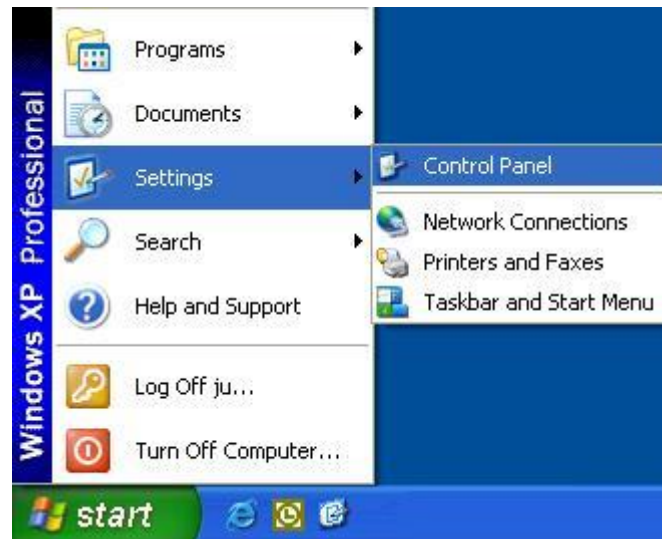 Windows XP Professional
Programs
Documents
Settings
Search
Help and Support
Log Off ju...
Turn Off Computer...
Control Panel
Network Connections
Printers and Faxes
Taskbar and Start Menu
start